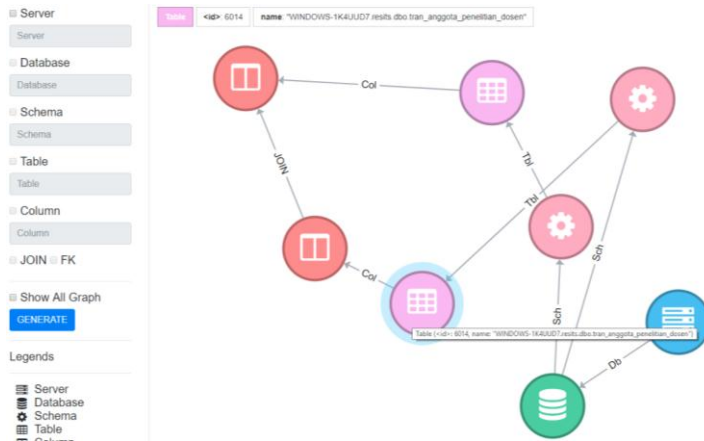 Server
Server
Database
Database
Schema
Schema
Table
Table
Column
Column
JOIN FK
Show All Graph
GENERATE
Legends
Server
Database
Schema
Table
Column
Table <id>: 6014 name: "WINDOWS-1K4UUD7.resits.dbo.tran_anggota_penelitian_dosen"
Col
JOIN
Tbl
Tbl
Col
Sch
Sch
Table (<id>: 6014, name: "WINDOWS-1K4UUD7.resits.dbo.tran_anggota_penelitian_dosen")
Db